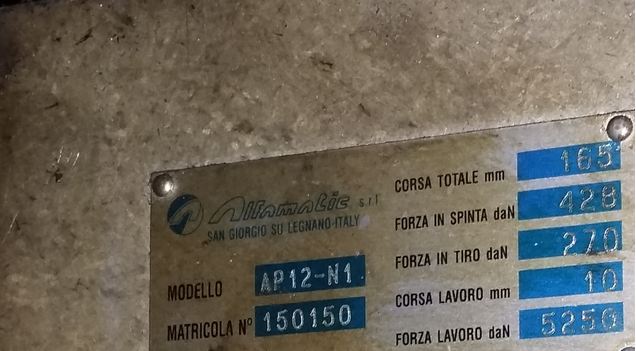 Alfamatic s.r.l
SAN GIORGIO SU LEGNANO-ITALY
MODELLO AP12-N1
MATRICOLA N° 150150
CORSA TOTALE mm 165
FORZA IN SPINTA daN 428
FORZA IN TIRO daN 270
CORSA LAVORO mm 10
FORZA LAVORO daN 5250